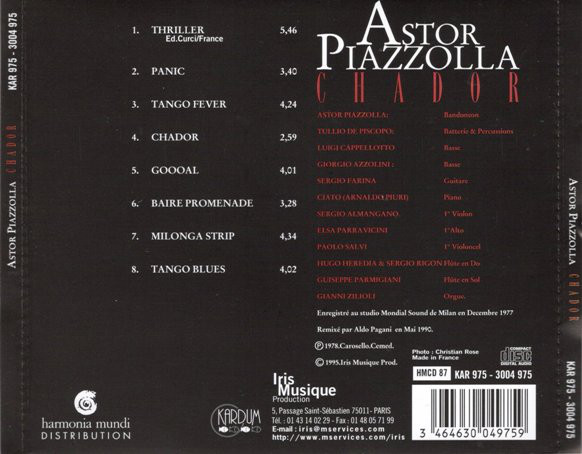 KAR 975 - 3004 975
ASTOR PIAZZOLLA CHADOR
1. THRILLER 5,46
Ed.Curci/France
2. PANIC 3,40
3. TANGO FEVER 4,24
4. CHADOR 2,59
5. GOOOAL 4,01
6. BAIRE PROMENADE 3,28
7. MILONGA STRIP 4,34
8. TANGO BLUES 4,02
ASTOR
PIAZZOLLA
CHADOR
ASTOR PIAZZOLLA: Bandonéon
TULLIO DE PISCOPO: Batterie & Percussions
LUIGI CAPPELLOTTO Basse
GIORGIO AZZOLINI : Basse
SERGIO FARINA Guitare
CIATO (ARNALDO,PIURI) Piano
SERGIO ALMANGANO 1° Violon
ELSA PARRAVICINI 1°Alto
PAOLO SALVI 1° Violoncel
HUGO HEREDIA & SERGIO RIGON Flûte en Do
GUISEPPE PARMIGIANI Flûte en Sol
GIANNI ZILIOLI Orgue.
Enregistré au studio Mondial Sound de Milan en Decembre 1977
Remixé par Aldo Pagani en Mai 1990.
℗1978.Carosello.Cemed.
©1995.Iris Musique Prod.
Photo : Christian Rose
Made in France
COMPACT
disc
DIGITAL AUDIO
HMCD 87 KAR 975 - 3004 975
3 464630 049759
harmonia mundi
DISTRIBUTION
KARDUM
Iris
Musique
Production
5, Passage Saint-Sébastien 75011- PARIS
Tél. : 01 43 14 02 29 - Fax : 01 48 05 71 99
E-mail : iris@mservices.com
http://www.mservices.com/iris
ASTOR PIAZZOLLA CHADOR
KAR 975 - 3004 975